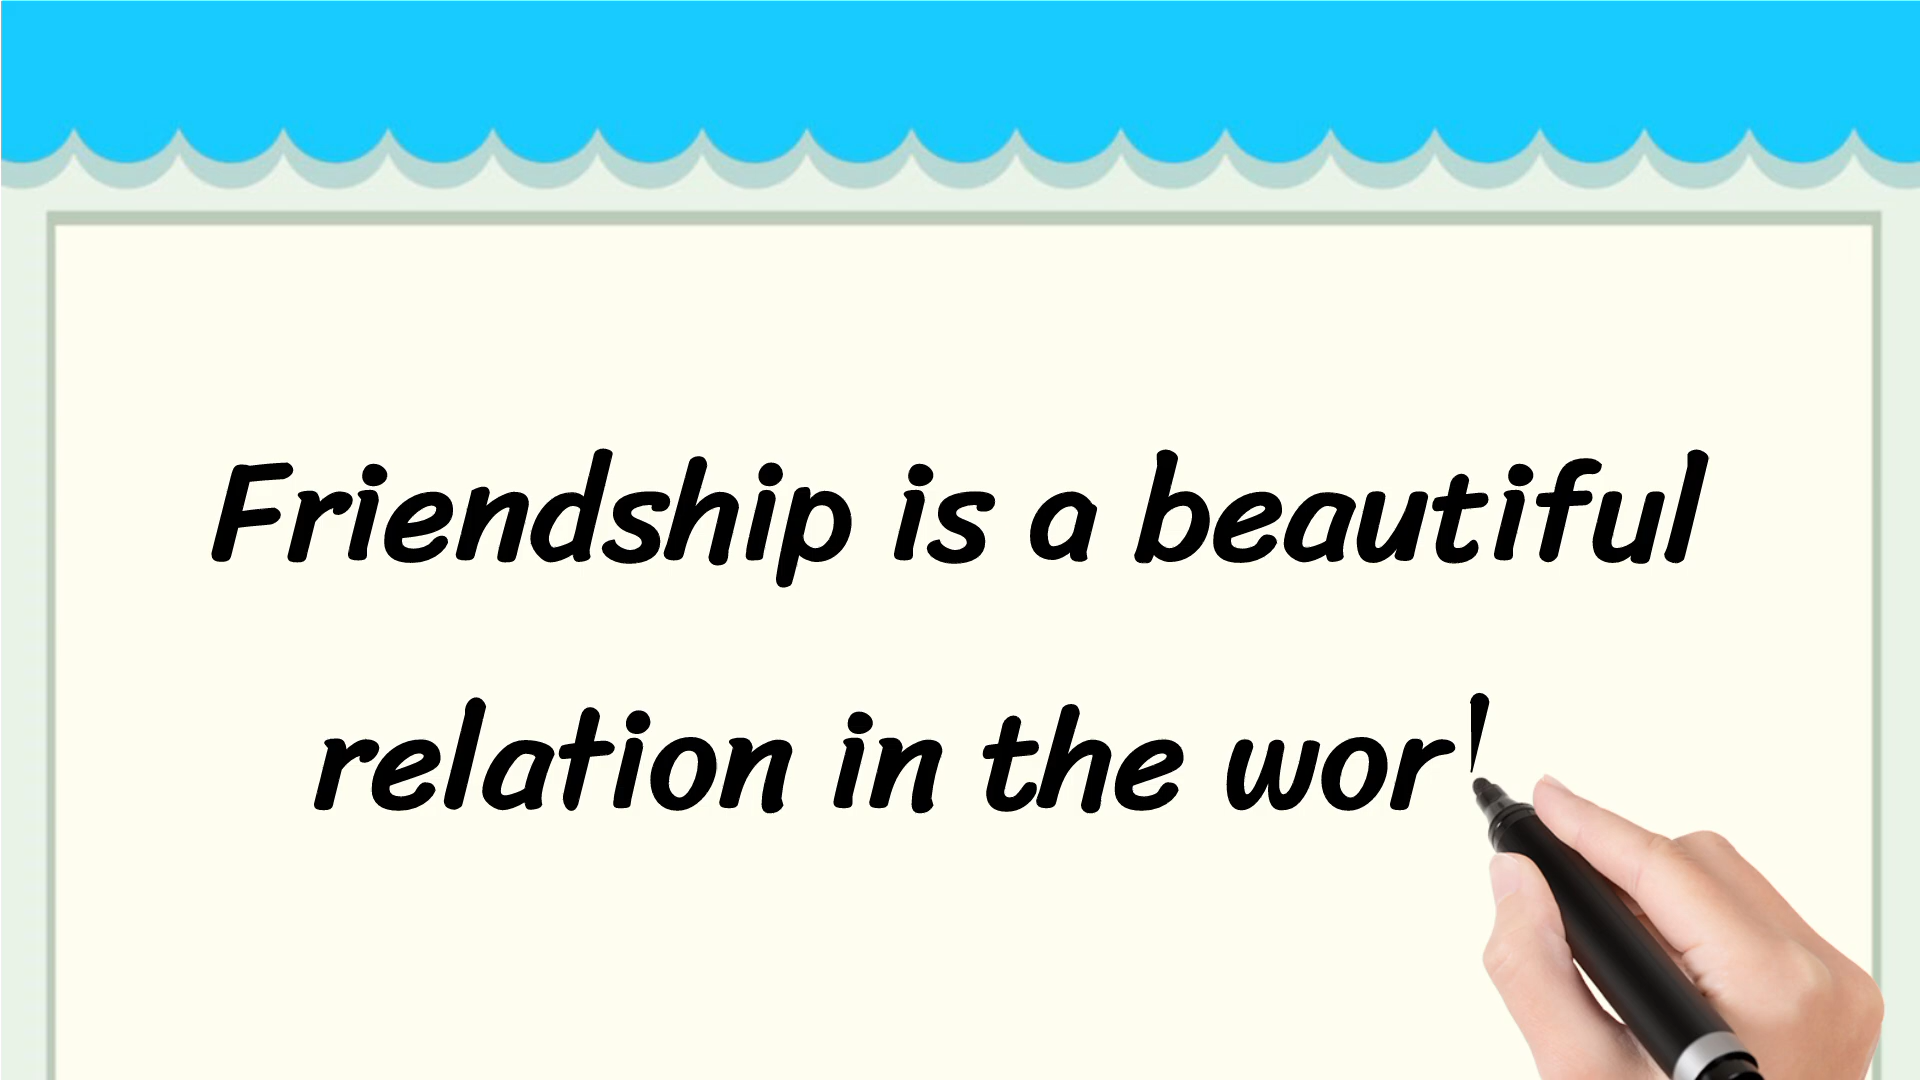 Friendship is a beautiful
relation in the wor